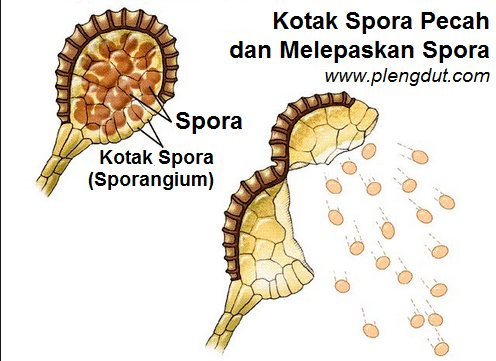 Kotak Spora Pecah
dan Melepaskan Spora
www.plengdut.com
Spora
Kotak Spora
(Sporangium)